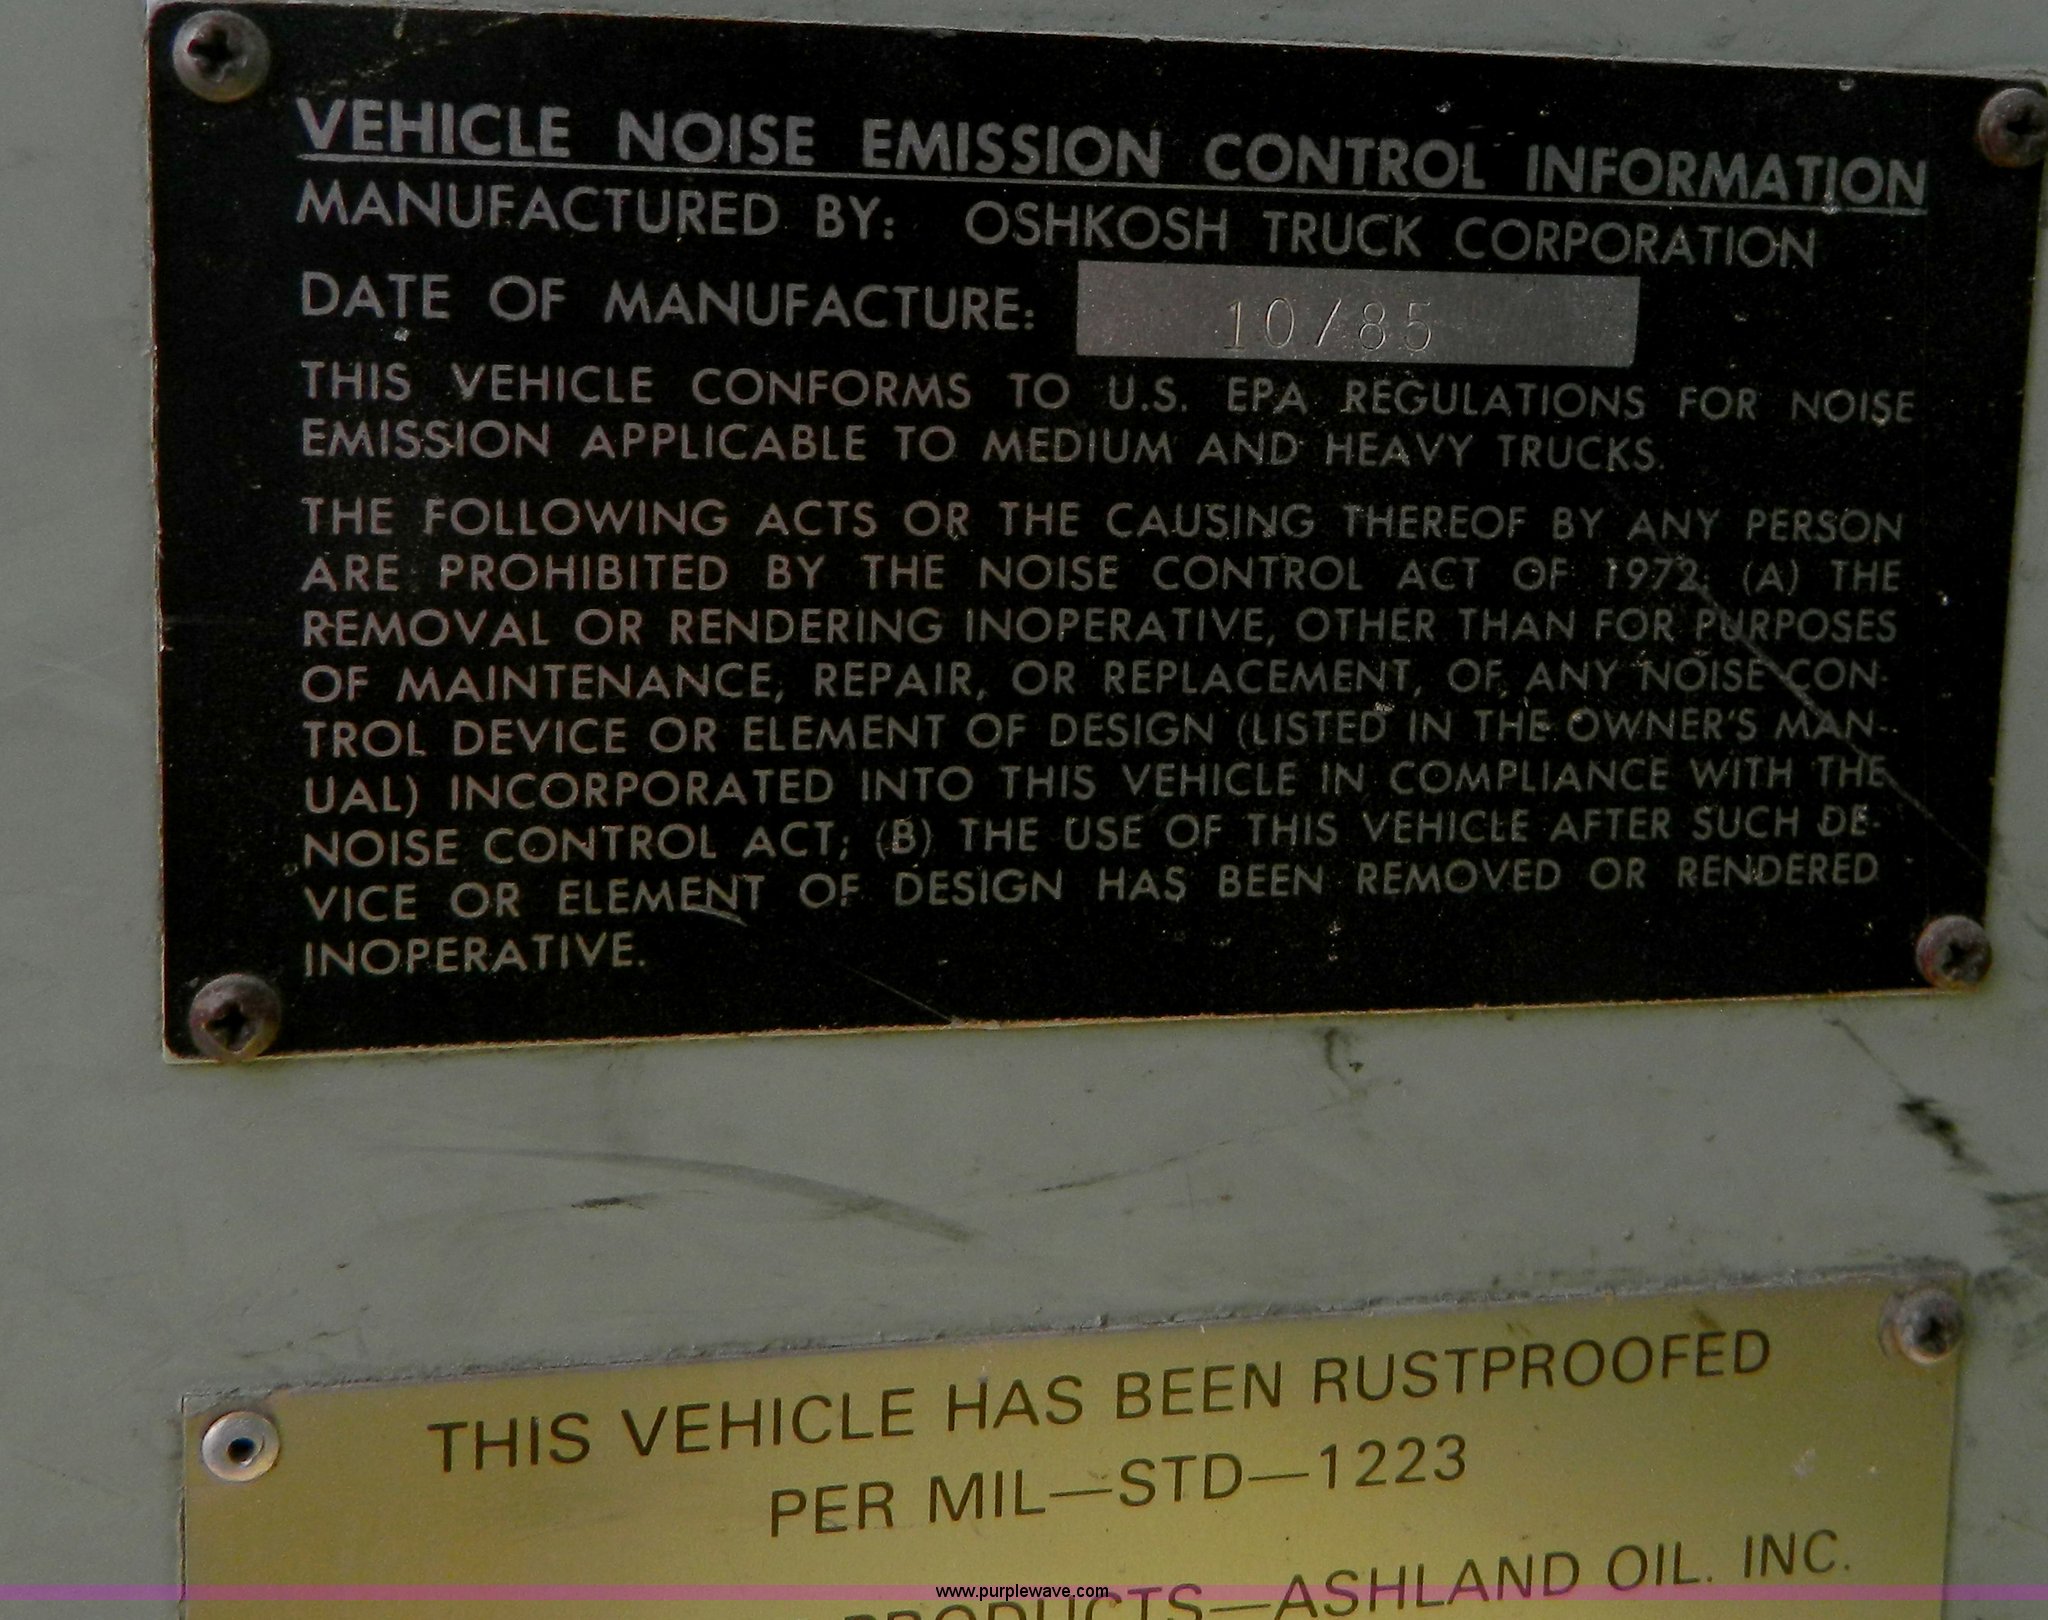 VEHICLE NOISE EMISSION CONTROL INFORMATION
MANUFACTURED BY: OSHKOSH TRUCK CORPORATION
DATE OF MANUFACTURE: 10/85
THIS VEHICLE CONFORMS TO U.S. EPA REGULATIONS FOR NOISE
EMISSION APPLICABLE TO MEDIUM AND HEAVY TRUCKS.
THE FOLLOWING ACTS OR THE CAUSING THEREOF BY ANY PERSON
ARE PROHIBITED BY THE NOISE CONTROL ACT OF 1972: (A) THE
REMOVAL OR RENDERING INOPERATIVE, OTHER THAN FOR PURPOSES
OF MAINTENANCE, REPAIR, OR REPLACEMENT, OF ANY NOISE CON-
TROL DEVICE OR ELEMENT OF DESIGN (LISTED IN THE OWNER'S MAN-
UAL) INCORPORATED INTO THIS VEHICLE IN COMPLIANCE WITH THE
NOISE CONTROL ACT; (B) THE USE OF THIS VEHICLE AFTER SUCH DE-
VICE OR ELEMENT OF DESIGN HAS BEEN REMOVED OR RENDERED
INOPERATIVE.
THIS VEHICLE HAS BEEN RUSTPROOFED
PER MIL—STD—1223
PRODUCTS—ASHLAND OIL. INC.
www.purplewave.com